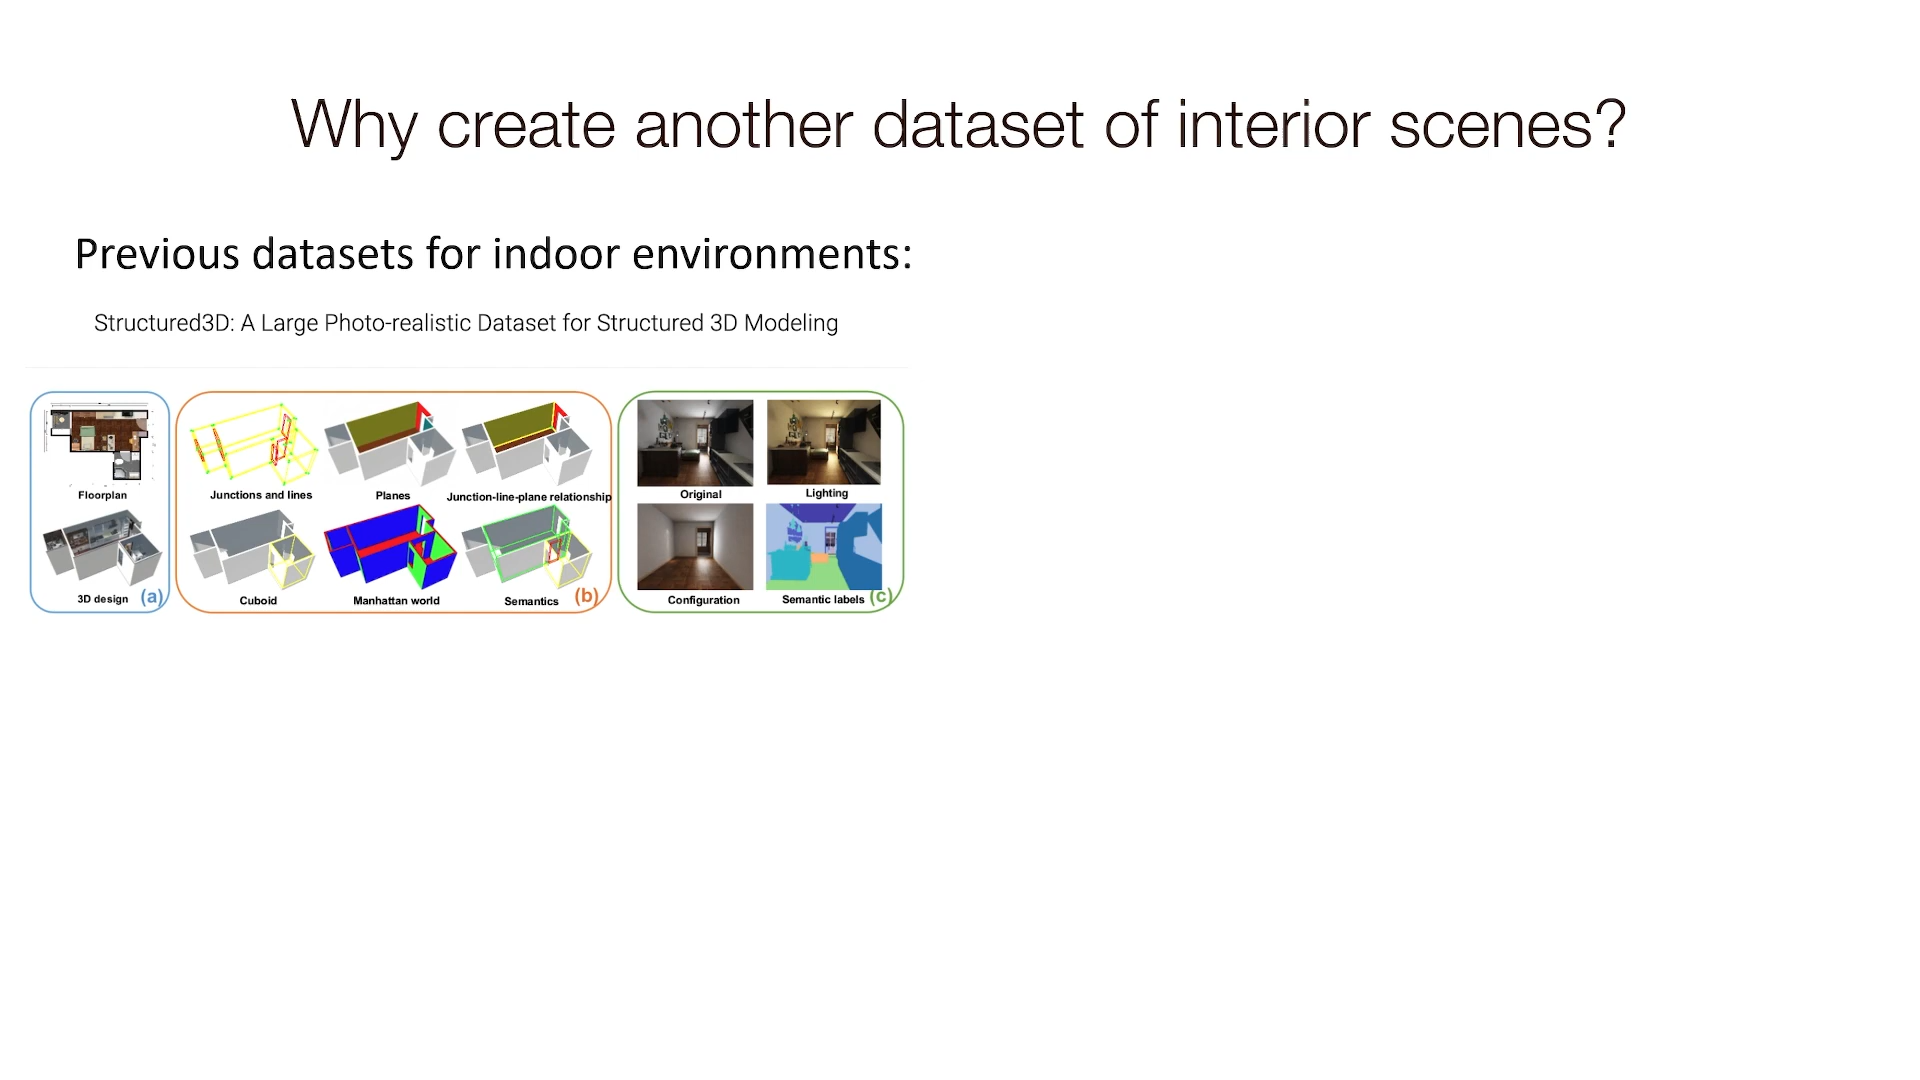 Why create another dataset of interior scenes?
Previous datasets for indoor environments:
Structured3D: A Large Photo-realistic Dataset for Structured 3D Modeling
Floorplan
3D design (a)
Junctions and lines Planes Junction-line-plane relationship
Cuboid Manhattan world Semantics (b)
Original Lighting
Configuration Semantic labels (c)